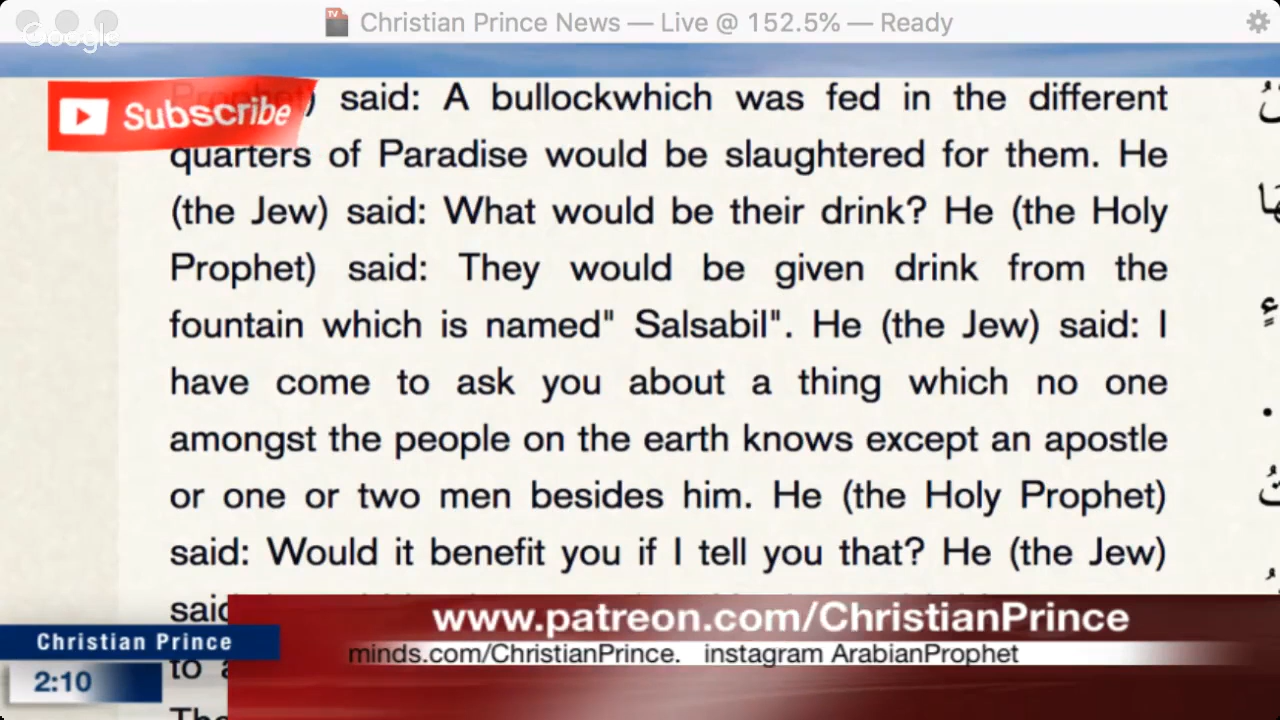 Christian Prince News — Live @ 152.5% — Ready
Google
Subscribe
Prophet) said: A bullockwhich was fed in the different
quarters of Paradise would be slaughtered for them. He
(the Jew) said: What would be their drink? He (the Holy
Prophet) said: They would be given drink from the
fountain which is named" Salsabil". He (the Jew) said: I
have come to ask you about a thing which no one
amongst the people on the earth knows except an apostle
or one or two men besides him. He (the Holy Prophet)
said: Would it benefit you if I tell you that? He (the Jew)
said
to
www.patreon.com/ChristianPrince
Christian Prince
minds.com/ChristianPrince. instagram ArabianProphet
2:10